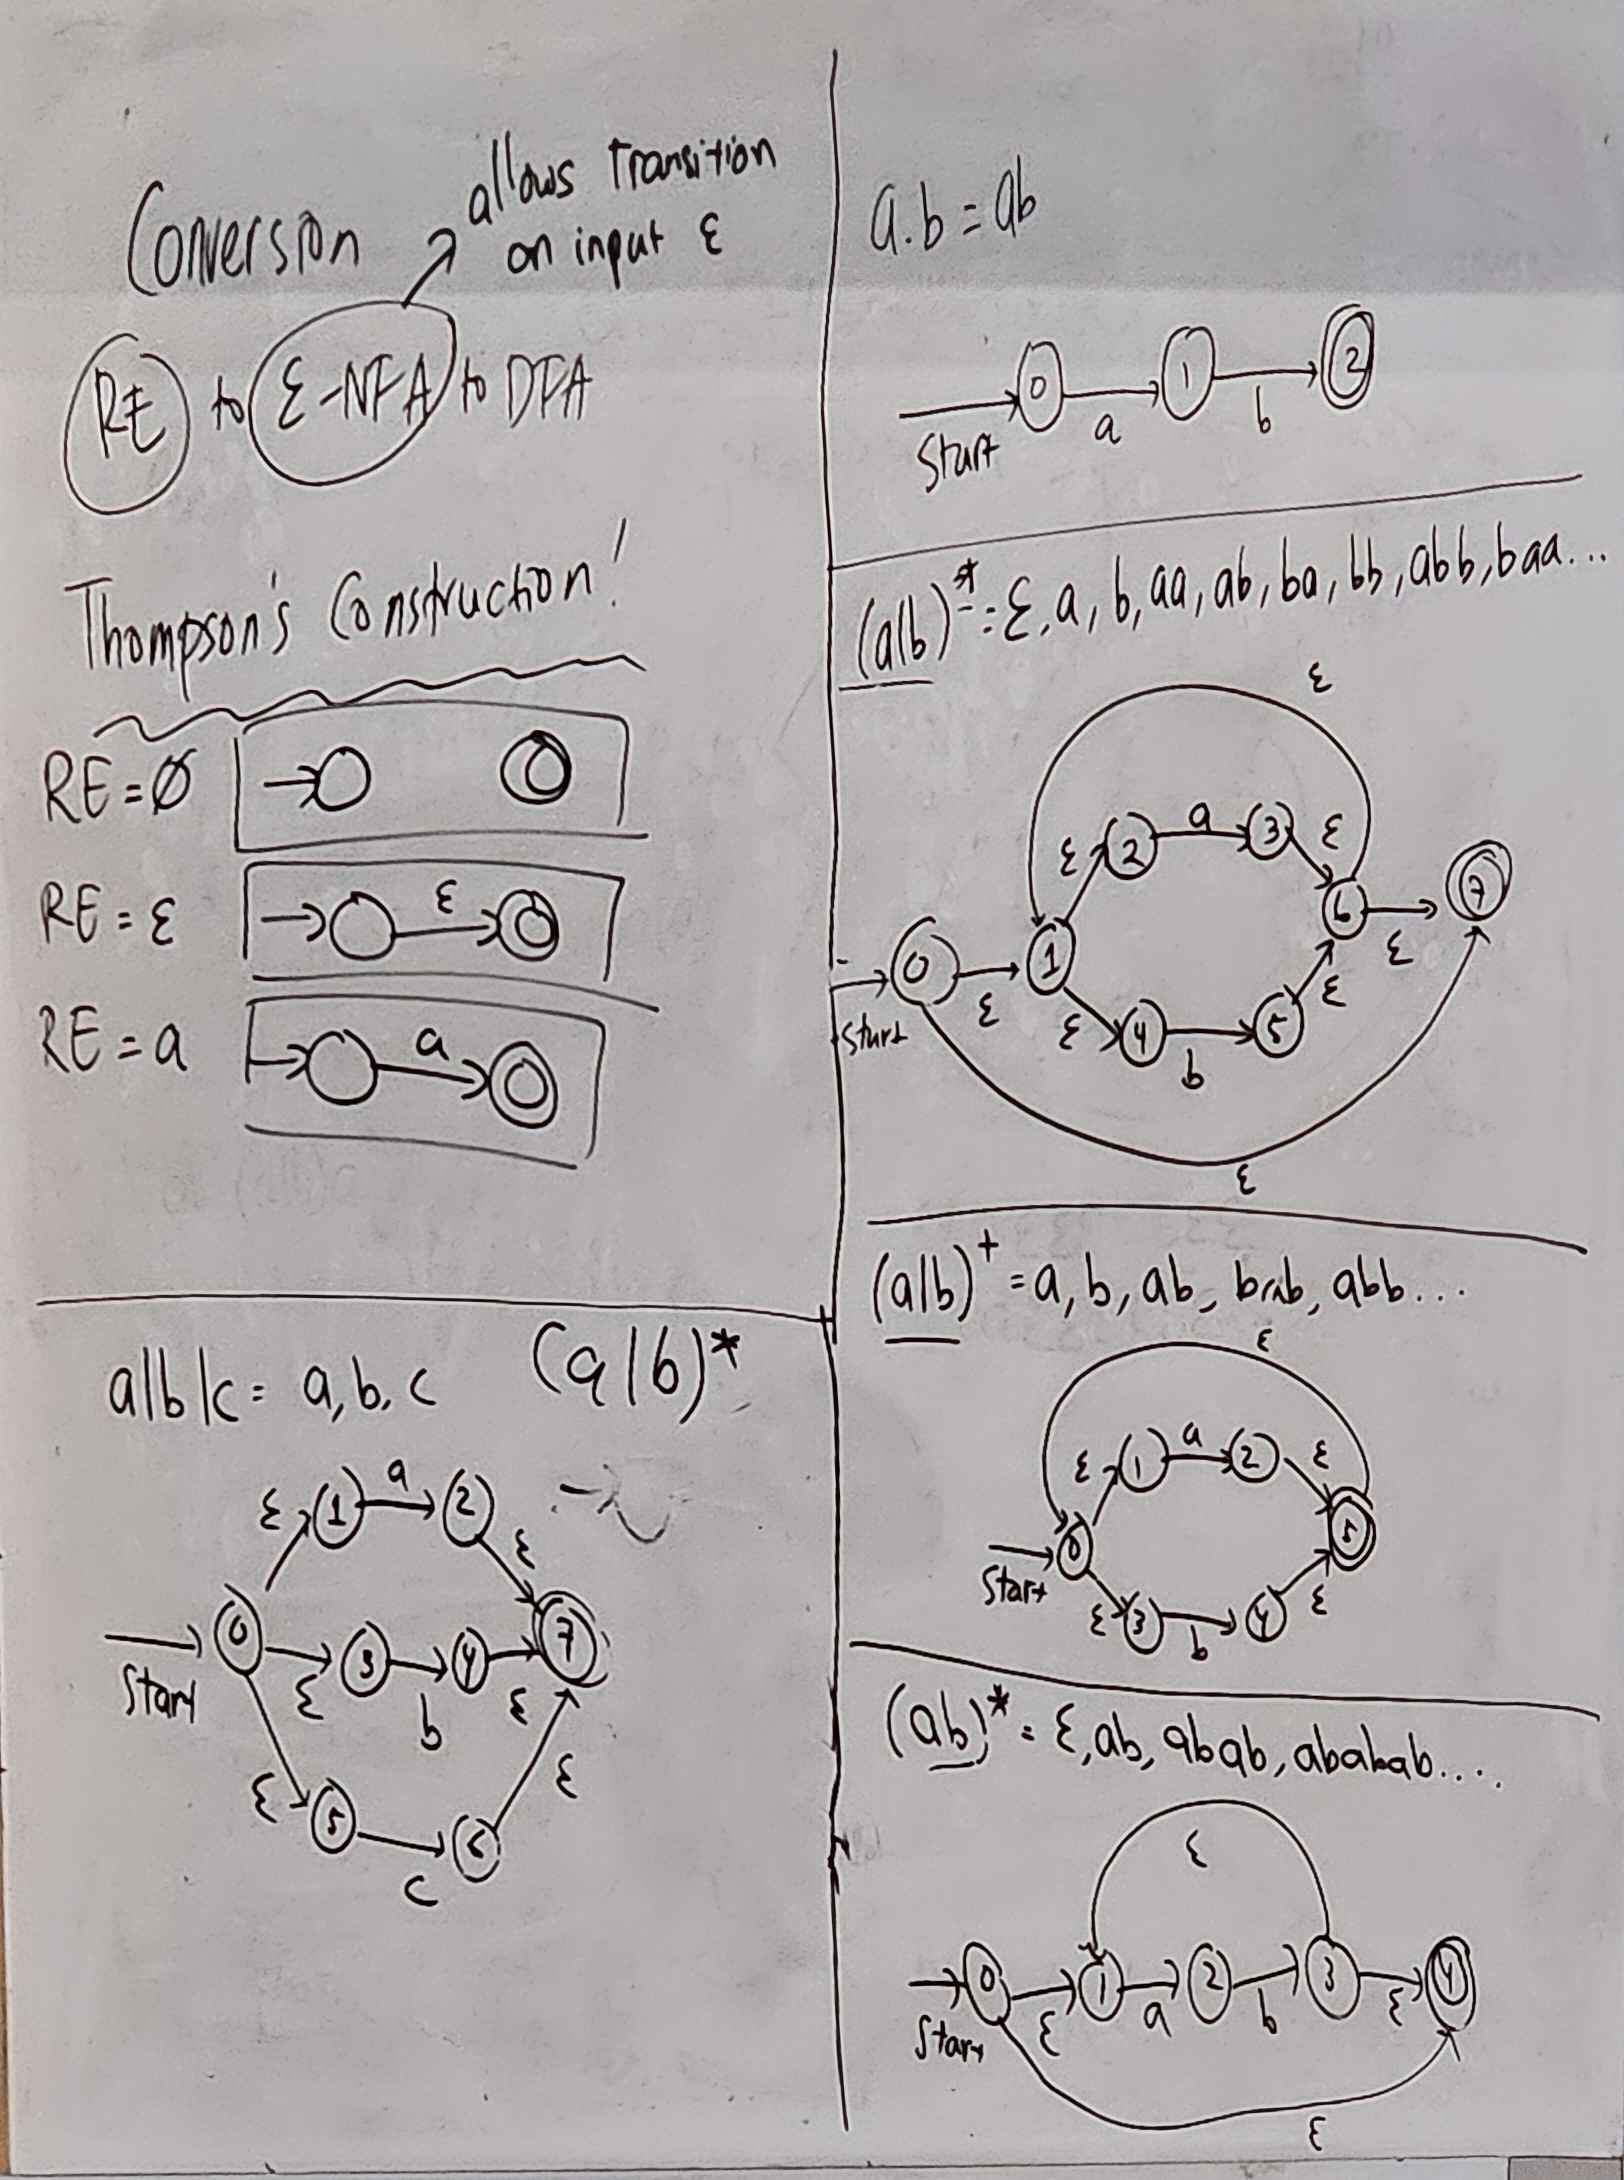 Conversion
allows Transition
on input ε
RE to ε-NFA to DFA
Thompson's Construction!
RE = ∅
RE = ε
ε
RE = a
a
a|b|c = a, b, c
(a|b)*
ε 1 a 2 ε
Start 0 ε 3 b 4 ε 7
ε 5 c 6 ε
a.b = ab
Start 0 a 1 b 2
(a|b)* = ε, a, b, aa, ab, ba, bb, abb, baa...
ε
ε 2 a 3 ε
Start 0 ε 1 6 ε 7
ε 4 b 5 ε
ε
(a|b)+ = a, b, ab, abb...
ε
ε 1 a 2 ε
Start 0 5
ε 3 b 4 ε
(ab)* = ε, ab, abab, ababab....
ε
Start 0 ε 1 a 2 b 3 ε 4
ε